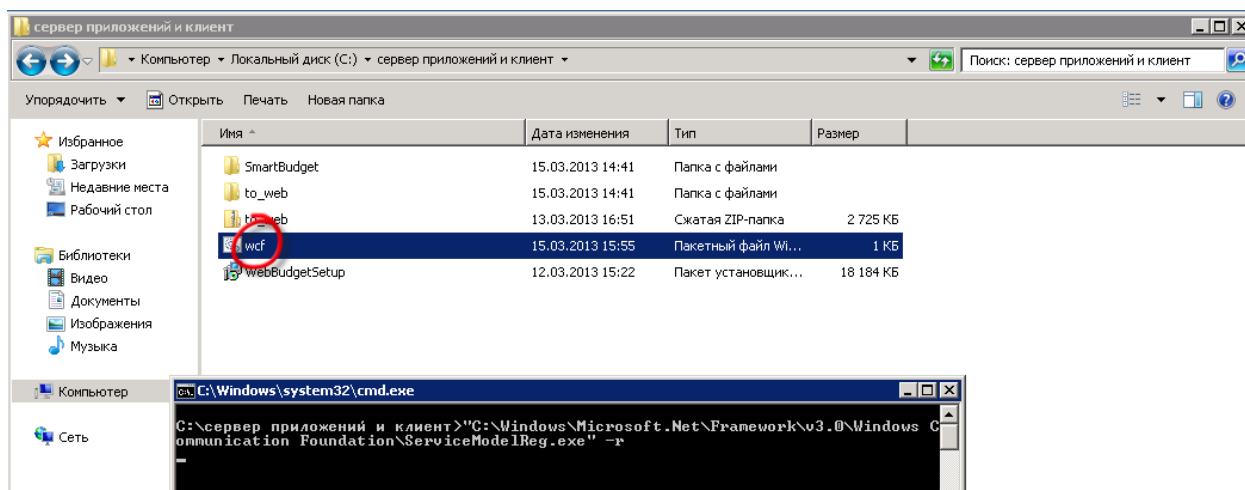 сервер приложений и клиент
Компьютер Локальный диск (C:) сервер приложений и клиент
Поиск: сервер приложений и клиент
Упорядочить Открыть Печать Новая папка
Имя Дата изменения Тип Размер
Избранное
Загрузки
Недавние места
Рабочий стол
Библиотеки
Видео
Документы
Изображения
Музыка
Компьютер
Сеть
SmartBudget 15.03.2013 14:41 Папка с файлами
to_web 15.03.2013 14:41 Папка с файлами
to_web 13.03.2013 16:51 Сжатая ZIP-папка 2 725 КБ
wcf 15.03.2013 15:55 Пакетный файл Wi... 1 КБ
WebBudgetSetup 12.03.2013 15:22 Пакет установщик... 18 184 КБ
C:\Windows\system32\cmd.exe
C:\сервер приложений и клиент>"C:\Windows\Microsoft.Net\Framework\v3.0\Windows C
ommunication Foundation\ServiceModelReg.exe" -r